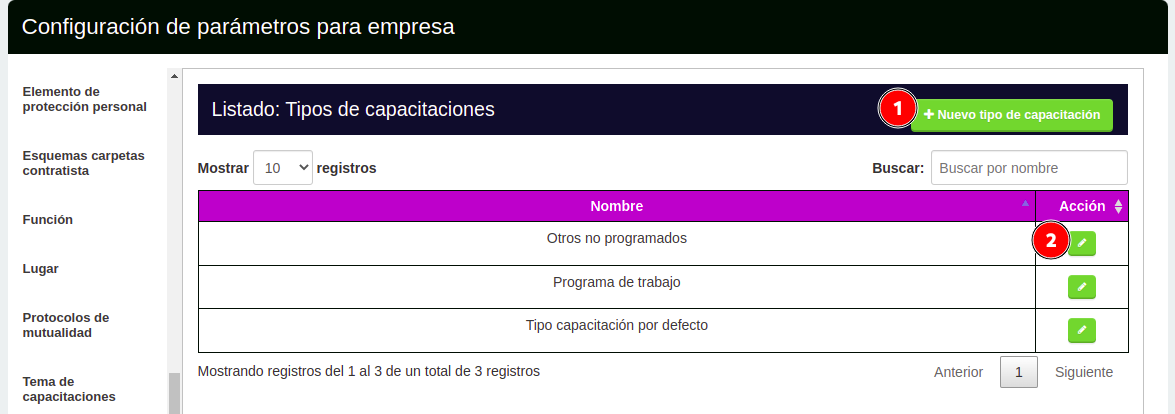 Configuración de parámetros para empresa
Elemento de
protección personal
Esquemas carpetas
contratista
Función
Lugar
Protocolos de
mutualidad
Tema de
capacitaciones
Listado: Tipos de capacitaciones
1
Nuevo tipo de capacitación
Mostrar 10 registros
Buscar: Buscar por nombre
Nombre Acción
Otros no programados 2
Programa de trabajo
Tipo capacitación por defecto
Mostrando registros del 1 al 3 de un total de 3 registros
Anterior 1 Siguiente